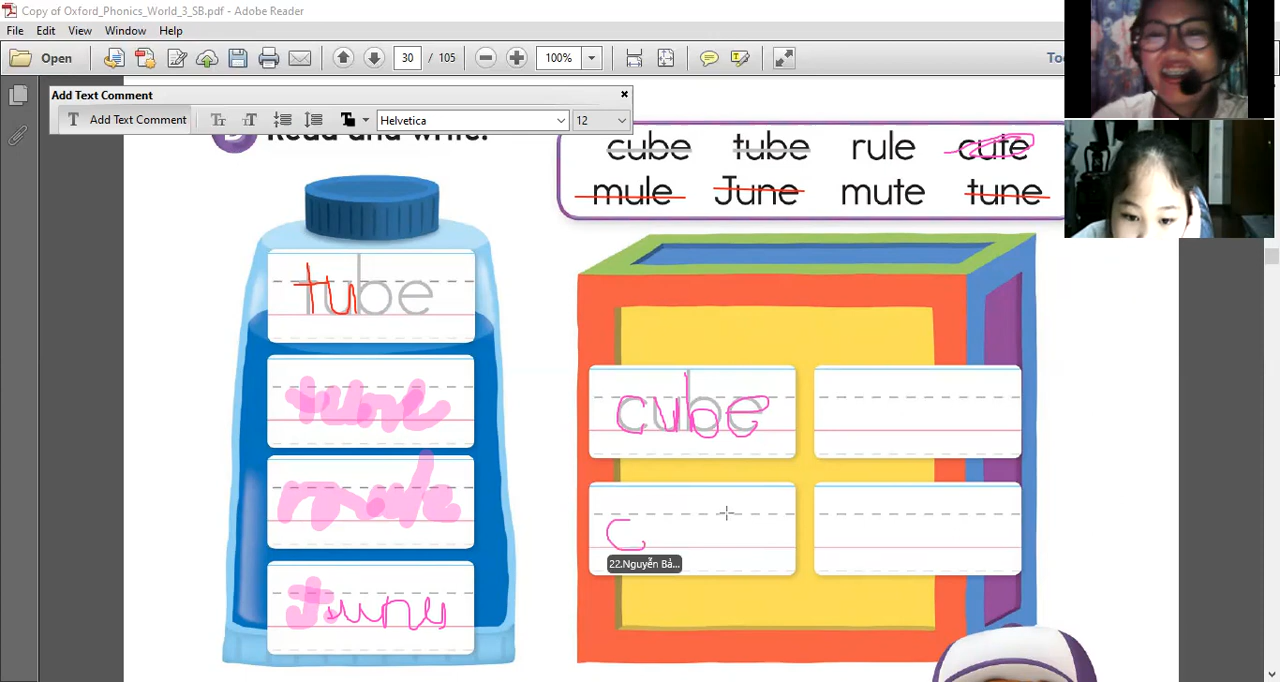 Copy of Oxford_Phonics_World_3_SB.pdf - Adobe Reader
File Edit View Window Help
Open 30 / 105 100%
Add Text Comment
T Add Text Comment Helvetica 12
Read and write.
cube tube rule cute
mule June mute tune
tube
tune
cube
c
22.Nguyễn Bả...